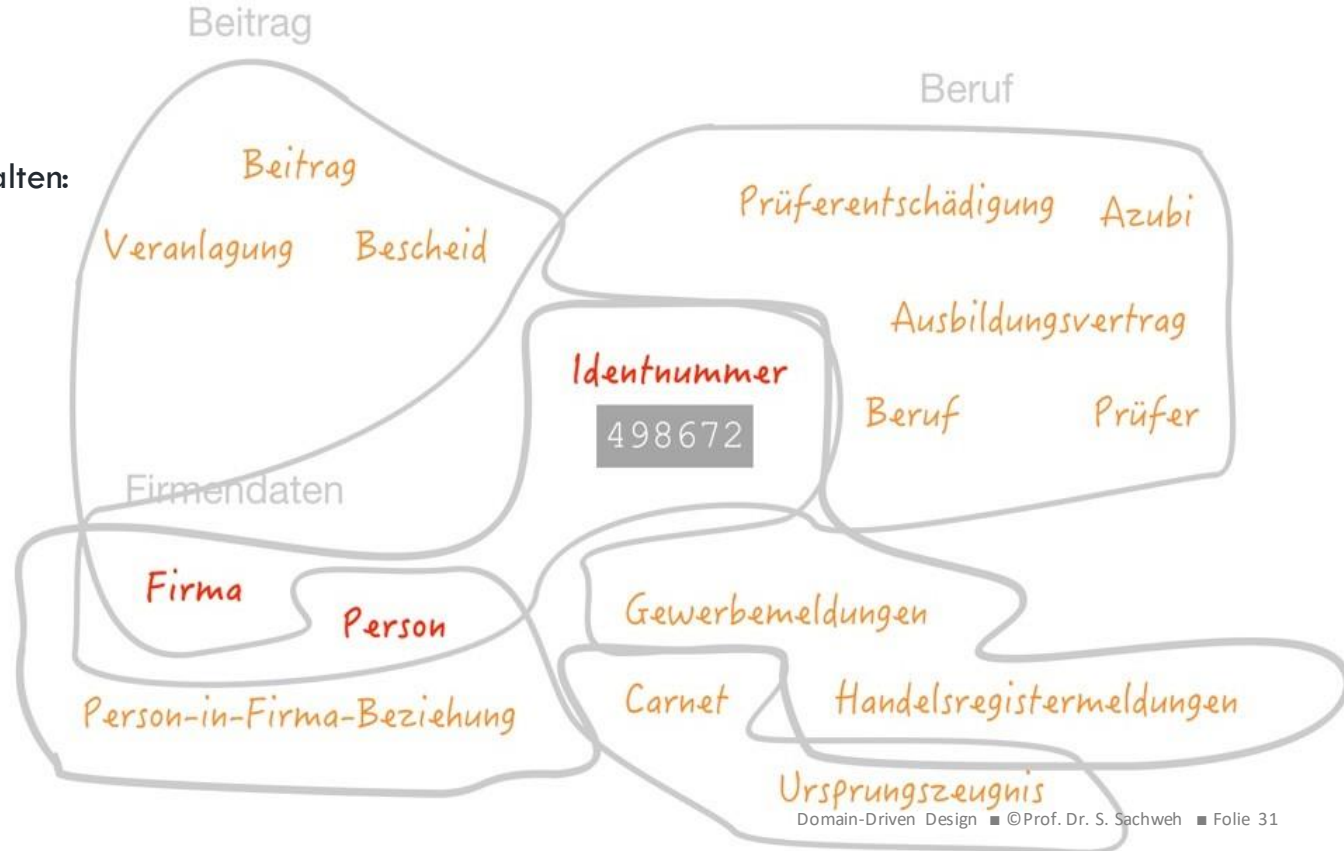 Beitrag
Beruf
alten:
Beitrag
Veranlagung Bescheid
Prüferentschädigung Azubi
Ausbildungsvertrag
Identnummer
498672
Beruf Prüfer
Firmendaten
Firma
Person
Gewerbemeldungen
Person-in-Firma-Beziehung
Carnet Handelsregistermeldungen
Ursprungszeugnis
Domain-Driven Design ■ ©Prof. Dr. S. Sachweh ■ Folie 31